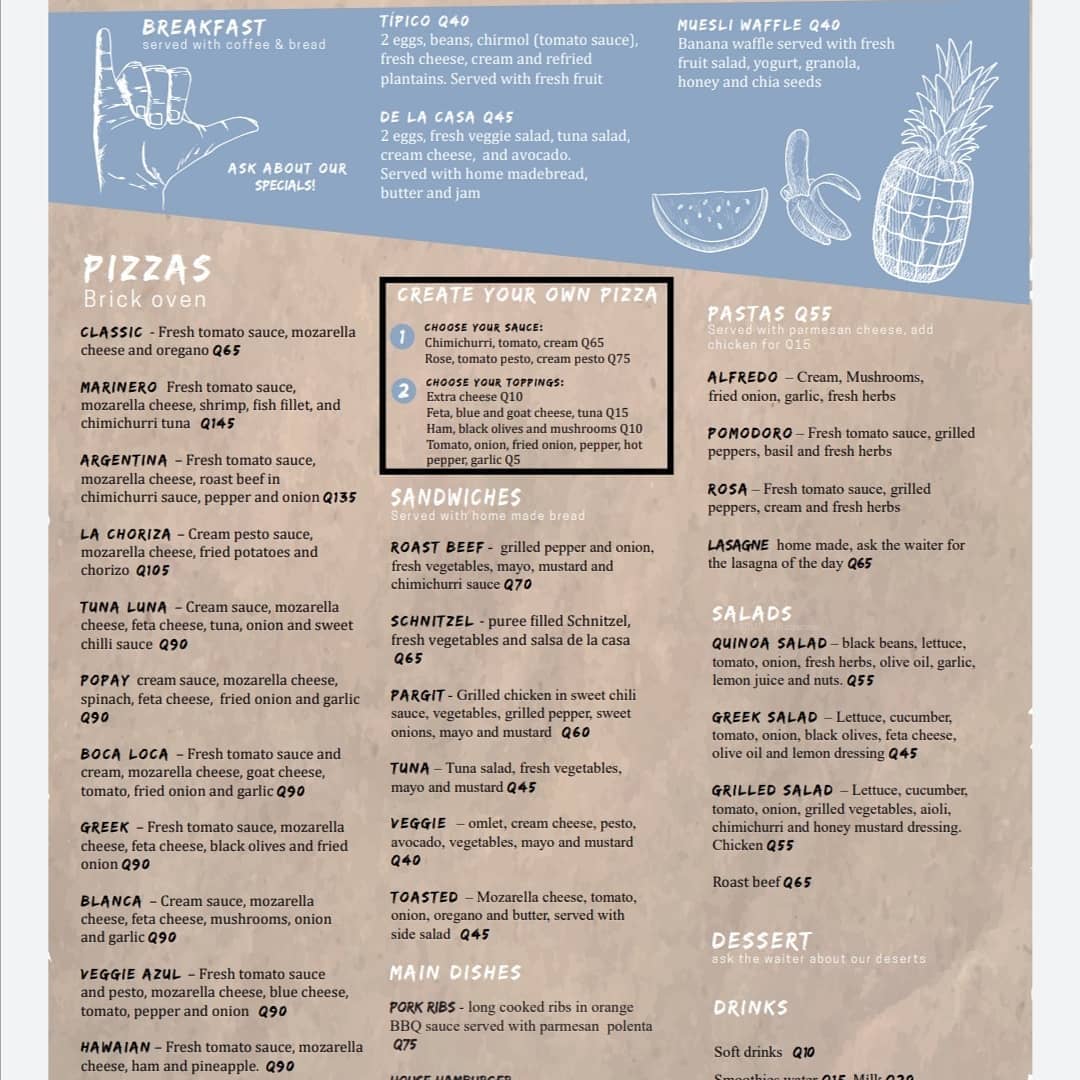 BREAKFAST
served with coffee & bread
ASK ABOUT OUR
SPECIALS!
TÍPICO Q40
2 eggs, beans, chirmol (tomato sauce),
fresh cheese, cream and refried
plantains. Served with fresh fruit
DE LA CASA Q45
2 eggs, fresh veggie salad, tuna salad,
cream cheese, and avocado.
Served with home madebread,
butter and jam
MUESLI WAFFLE Q40
Banana waffle served with fresh
fruit salad, yogurt, granola,
honey and chia seeds
PIZZAS
Brick oven
CLASSIC - Fresh tomato sauce, mozarella
cheese and oregano Q65
MARINERO Fresh tomato sauce,
mozarella cheese, shrimp, fish fillet, and
chimichurri tuna Q145
ARGENTINA – Fresh tomato sauce,
mozarella cheese, roast beef in
chimichurri sauce, pepper and onion Q135
LA CHORIZA – Cream pesto sauce,
mozarella cheese, fried potatoes and
chorizo Q105
TUNA LUNA – Cream sauce, mozarella
cheese, feta cheese, tuna, onion and sweet
chilli sauce Q90
POPAY cream sauce, mozarella cheese,
spinach, feta cheese, fried onion and garlic
Q90
BOCA LOCA – Fresh tomato sauce and
cream, mozarella cheese, goat cheese,
tomato, fried onion and garlic Q90
GREEK – Fresh tomato sauce, mozarella
cheese, feta cheese, black olives and fried
onion Q90
BLANCA – Cream sauce, mozarella
cheese, feta cheese, mushrooms, onion
and garlic Q90
VEGGIE AZUL – Fresh tomato sauce
and pesto, mozarella cheese, blue cheese,
tomato, pepper and onion Q90
HAWAIAN – Fresh tomato sauce, mozarella
cheese, ham and pineapple. Q90
CREATE YOUR OWN PIZZA
1 CHOOSE YOUR SAUCE:
Chimichurri, tomato, cream Q65
Rose, tomato pesto, cream pesto Q75
2 CHOOSE YOUR TOPPINGS:
Extra cheese Q10
Feta, blue and goat cheese, tuna Q15
Ham, black olives and mushrooms Q10
Tomato, onion, fried onion, pepper, hot
pepper, garlic Q5
SANDWICHES
Served with home made bread
ROAST BEEF - grilled pepper and onion,
fresh vegetables, mayo, mustard and
chimichurri sauce Q70
SCHNITZEL - puree filled Schnitzel,
fresh vegetables and salsa de la casa
Q65
PARGIT - Grilled chicken in sweet chili
sauce, vegetables, grilled pepper, sweet
onions, mayo and mustard Q60
TUNA – Tuna salad, fresh vegetables,
mayo and mustard Q45
VEGGIE – omlet, cream cheese, pesto,
avocado, vegetables, mayo and mustard
Q40
TOASTED – Mozarella cheese, tomato,
onion, oregano and butter, served with
side salad Q45
MAIN DISHES
PORK RIBS - long cooked ribs in orange
BBQ sauce served with parmesan polenta
Q75
HOUSE HAMBURGER
PASTAS Q55
Served with parmesan cheese, add
chicken for Q15
ALFREDO – Cream, Mushrooms,
fried onion, garlic, fresh herbs
POMODORO – Fresh tomato sauce, grilled
peppers, basil and fresh herbs
ROSA – Fresh tomato sauce, grilled
peppers, cream and fresh herbs
LASAGNE home made, ask the waiter for
the lasagna of the day Q65
SALADS
QUINOA SALAD – black beans, lettuce,
tomato, onion, fresh herbs, olive oil, garlic,
lemon juice and nuts. Q55
GREEK SALAD – Lettuce, cucumber,
tomato, onion, black olives, feta cheese,
olive oil and lemon dressing Q45
GRILLED SALAD – Lettuce, cucumber,
tomato, onion, grilled vegetables, aioli,
chimichurri and honey mustard dressing.
Chicken Q55
Roast beef Q65
DESSERT
ask the waiter about our deserts
DRINKS
Soft drinks Q10
Smoothies water Q15 Milk Q20